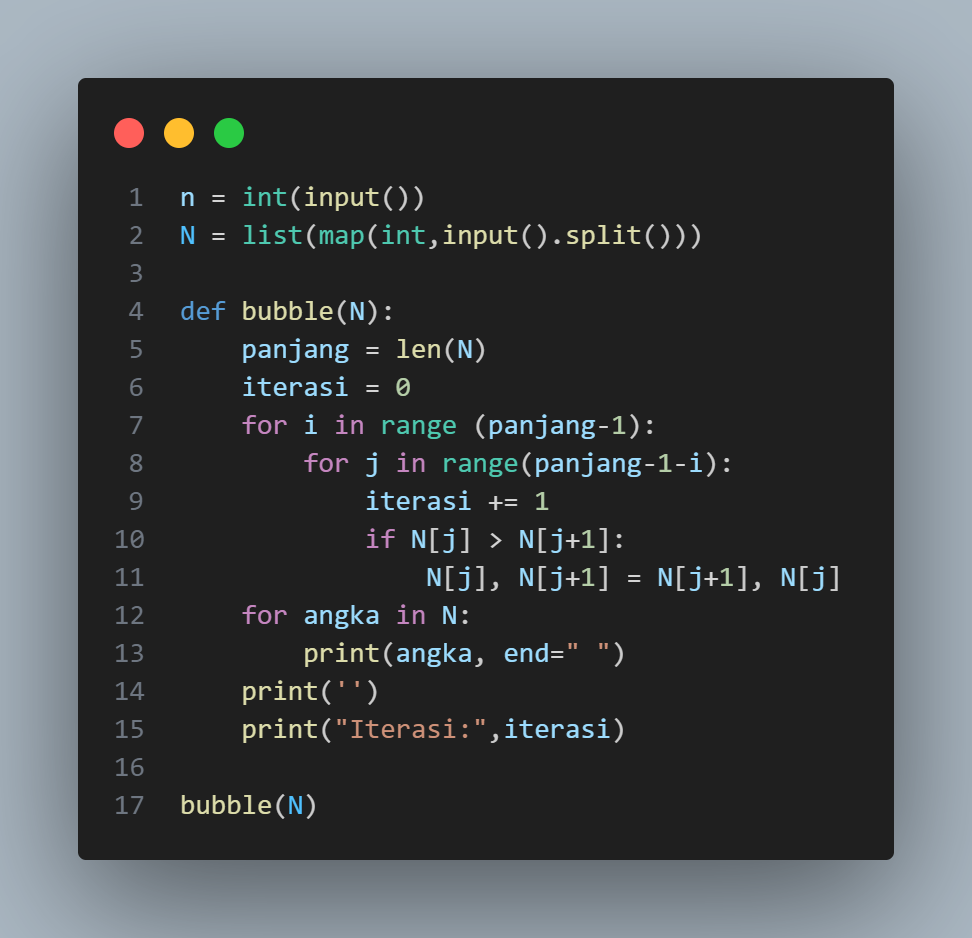 1 n = int(input())
2 N = list(map(int,input().split()))
3
4 def bubble(N):
5     panjang = len(N)
6     iterasi = 0
7     for i in range (panjang-1):
8         for j in range(panjang-1-i):
9             iterasi += 1
10             if N[j] > N[j+1]:
11                 N[j], N[j+1] = N[j+1], N[j]
12     for angka in N:
13         print(angka, end=" ")
14     print('')
15     print("Iterasi:",iterasi)
16
17 bubble(N)